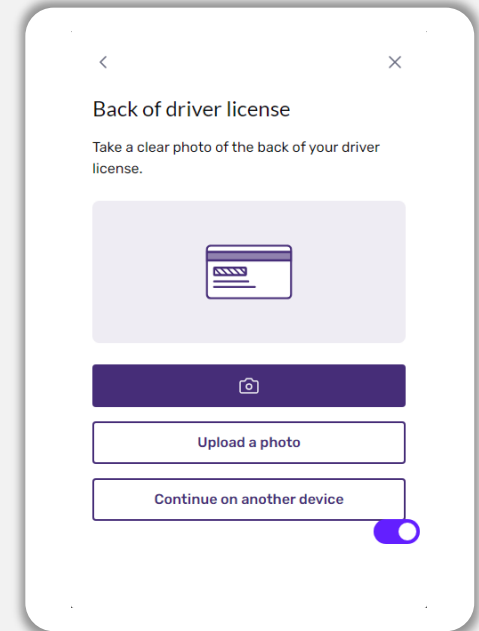 Back of driver license
Take a clear photo of the back of your driver
license.
Upload a photo
Continue on another device